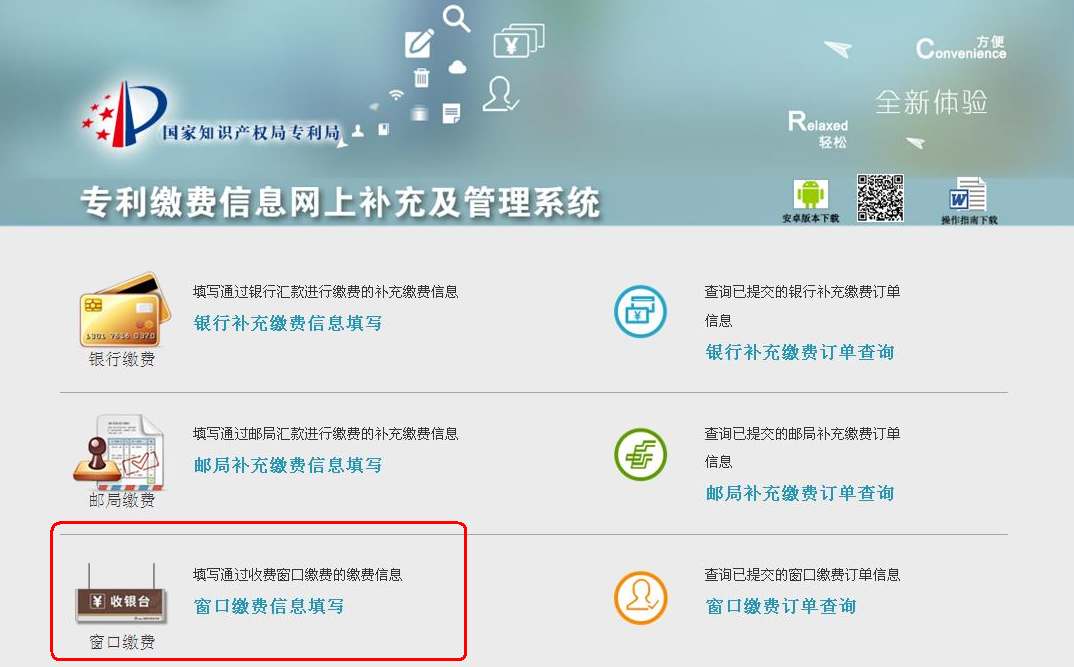 Convenience 方便
全新体验
Relaxed
轻松
国家知识产权局专利局
专利缴费信息网上补充及管理系统
安卓版本下载
操作指南下载
填写通过银行汇款进行缴费的补充缴费信息
银行补充缴费信息填写
银行缴费
查询已提交的银行补充缴费订单
信息
银行补充缴费订单查询
填写通过邮局汇款进行缴费的补充缴费信息
邮局补充缴费信息填写
邮局缴费
查询已提交的邮局补充缴费订单
信息
邮局补充缴费订单查询
填写通过收费窗口缴费的缴费信息
窗口缴费信息填写
¥ 收银台
窗口缴费
查询已提交的窗口缴费订单信息
窗口缴费订单查询